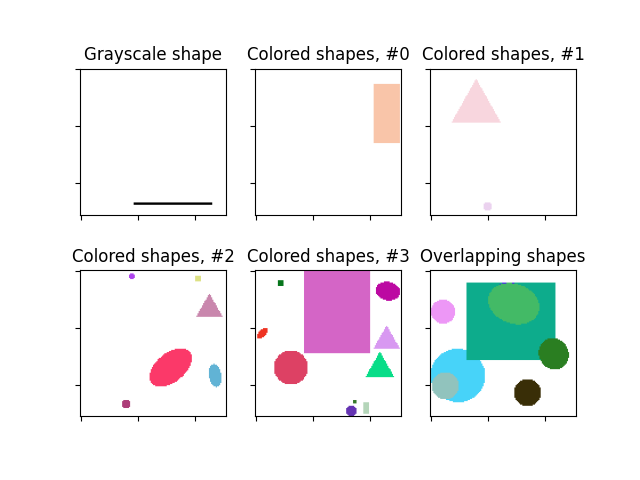 Grayscale shape
Colored shapes, #0
Colored shapes, #1
Colored shapes, #2
Colored shapes, #3
Overlapping shapes